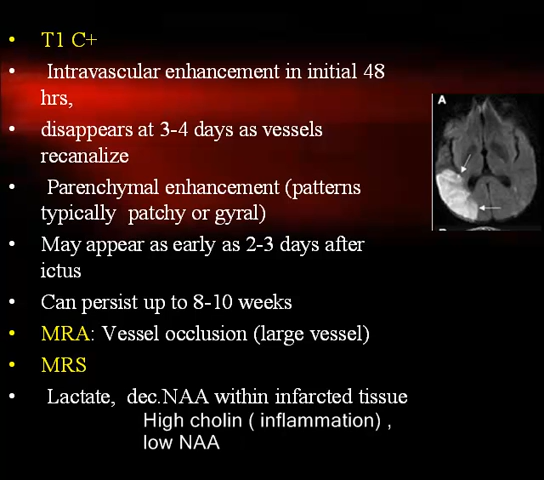 • T1 C+
• Intravascular enhancement in initial 48
hrs,
• disappears at 3-4 days as vessels
recanalize
• Parenchymal enhancement (patterns
typically patchy or gyral)
• May appear as early as 2-3 days after
ictus
• Can persist up to 8-10 weeks
• MRA: Vessel occlusion (large vessel)
• MRS
• Lactate, dec.NAA within infarcted tissue
High cholin ( inflammation) ,
low NAA
A